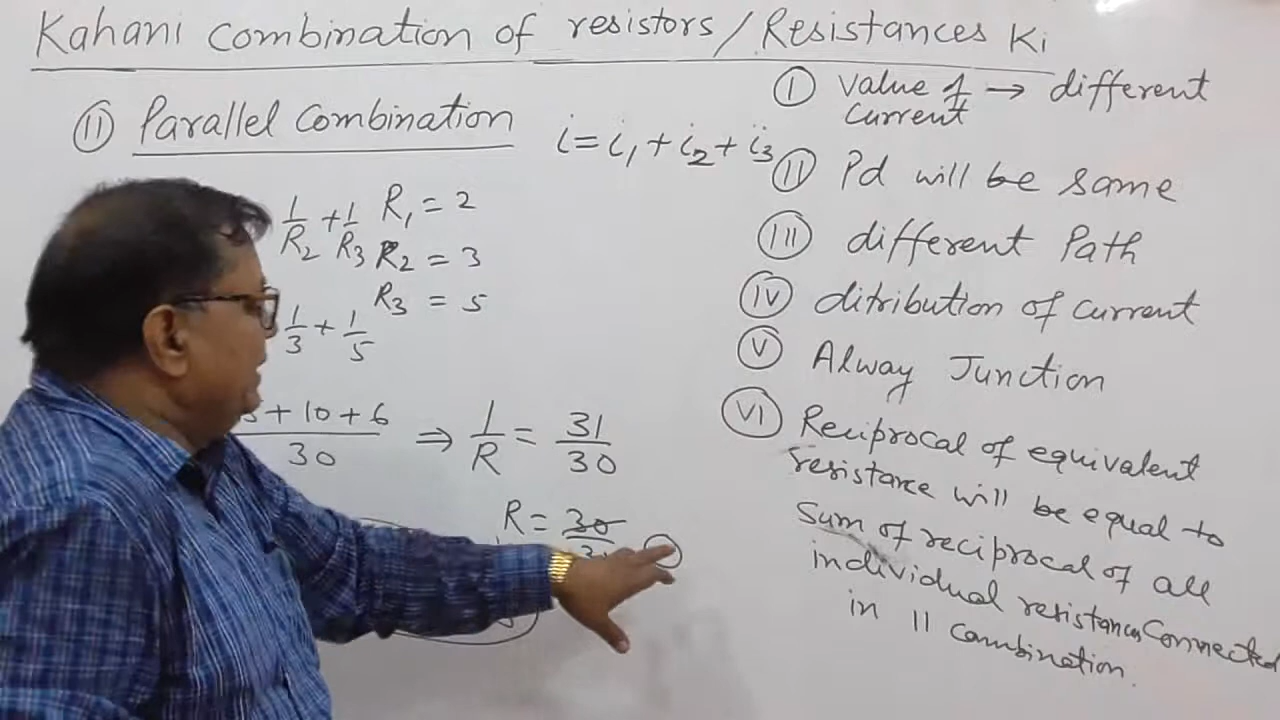 Kahani combination of resistors / Resistances Ki
(II) Parallel Combination
i = i₁ + i₂ + i₃
1/R₂ + 1/R₃
R₁ = 2
R₂ = 3
R₃ = 5
1/3 + 1/5
+ 10 + 6
30
⇒ 1/R = 31/30
R = 30
(I) value of → different
current
(II) Pd will be same
(III) different Path
(IV) ditribution of current
(V) Alway Junction
(VI) Reciprocal of equivalent
resistance will be equal to
Sum of reciprocal of all
individual resistances Connected
in 11 combination.